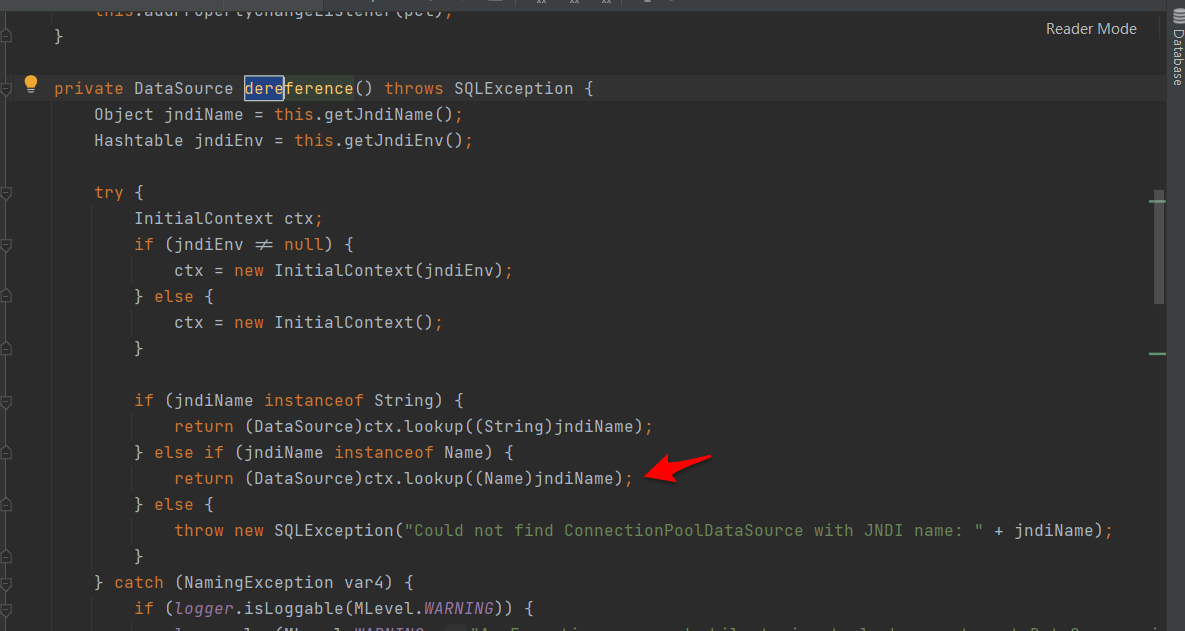 this.addPropertyChangeListener(pcl);
}
Reader Mode
Database
private DataSource dereference() throws SQLException {
Object jndiName = this.getJndiName();
Hashtable jndiEnv = this.getJndiEnv();
try {
InitialContext ctx;
if (jndiEnv ≠ null) {
ctx = new InitialContext(jndiEnv);
} else {
ctx = new InitialContext();
}
if (jndiName instanceof String) {
return (DataSource)ctx.lookup((String)jndiName);
} else if (jndiName instanceof Name) {
return (DataSource)ctx.lookup((Name)jndiName);
} else {
throw new SQLException("Could not find ConnectionPoolDataSource with JNDI name: " + jndiName);
}
} catch (NamingException var4) {
if (logger.isLoggable(MLevel.WARNING)) {